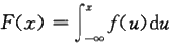 F(x) = ∫_{-∞}^{x} f(u)du